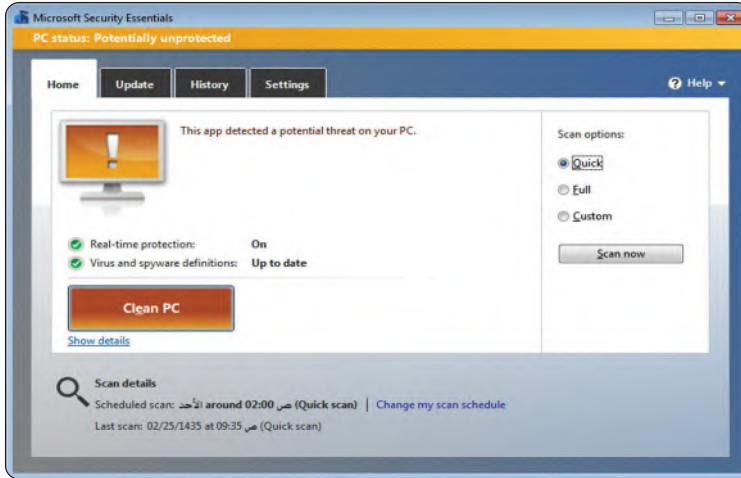 Microsoft Security Essentials
PC status: Potentially unprotected
Home Update History Settings Help
This app detected a potential threat on your PC.
Scan options:
Quick
Full
Custom
Scan now
Real-time protection: On
Virus and spyware definitions: Up to date
Clean PC
Show details
Scan details
Scheduled scan: الأحد around 02:00 ص (Quick scan) | Change my scan schedule
Last scan: 02/25/1435 at 09:35 ص (Quick scan)